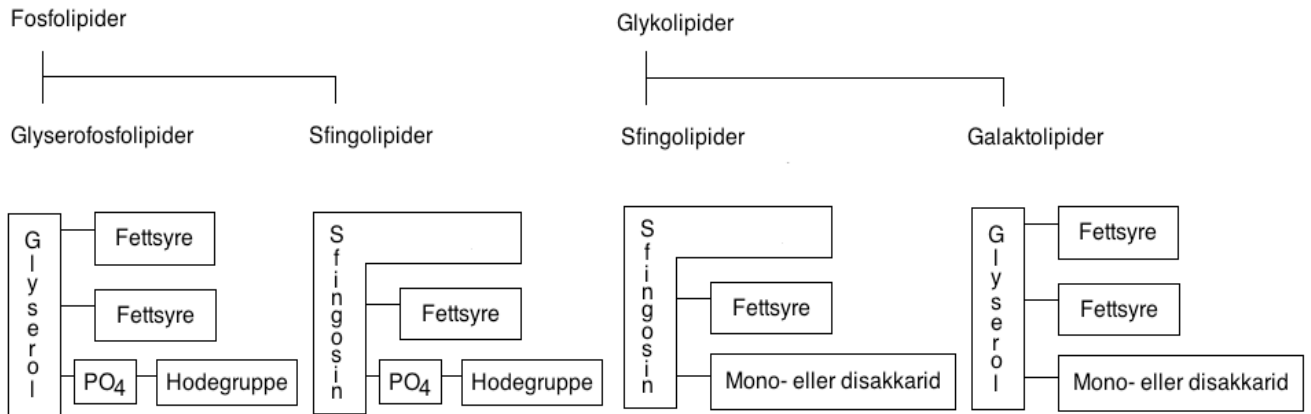 Fosfolipider
Glykolipider
Glyserofosfolipider
Sfingolipider
Sfingolipider
Galaktolipider
Glyserol
Fettsyre
Fettsyre
PO4
Hodegruppe
Sfingosin
Fettsyre
PO4
Hodegruppe
Sfingosin
Fettsyre
Mono- eller disakkarid
Glyserol
Fettsyre
Fettsyre
Mono- eller disakkarid